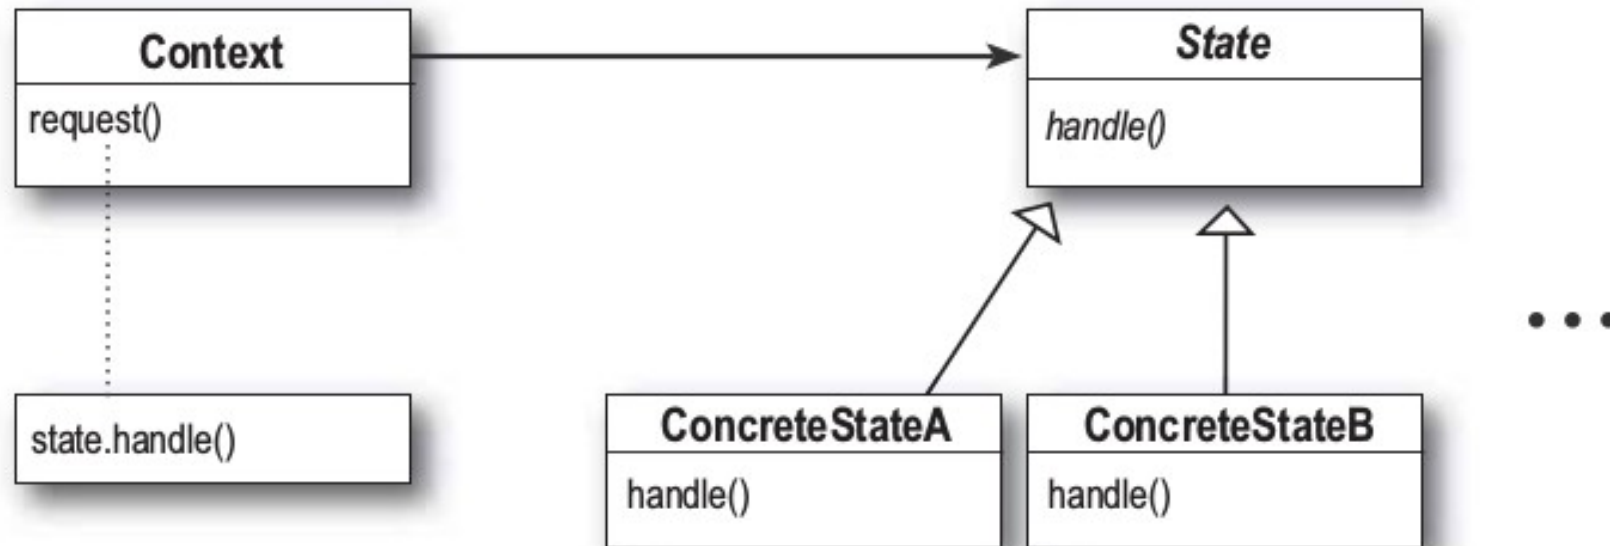 Context
request()
State
handle()
state.handle()
ConcreteStateA
handle()
ConcreteStateB
handle()